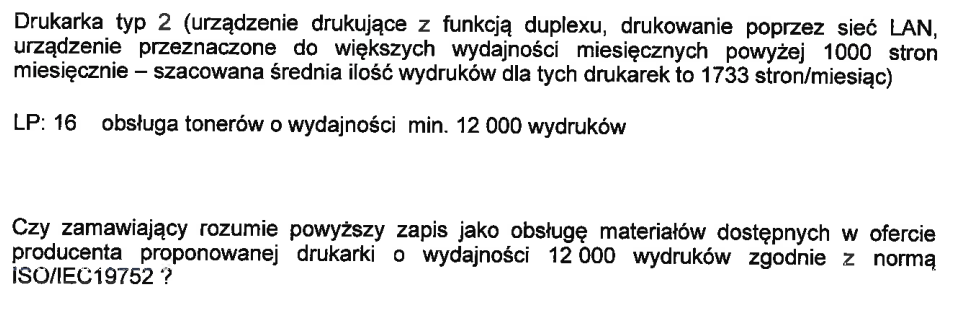 Drukarka typ 2 (urządzenie drukujące z funkcją duplexu, drukowanie poprzez sieć LAN,
urządzenie przeznaczone do większych wydajności miesięcznych powyżej 1000 stron
miesięcznie – szacowana średnia ilość wydruków dla tych drukarek to 1733 stron/miesiąc)
LP: 16 obsługa tonerów o wydajności min. 12 000 wydruków
Czy zamawiający rozumie powyższy zapis jako obsługę materiałów dostępnych w ofercie
producenta proponowanej drukarki o wydajności 12 000 wydruków zgodnie z normą
ISO/IEC19752 ?